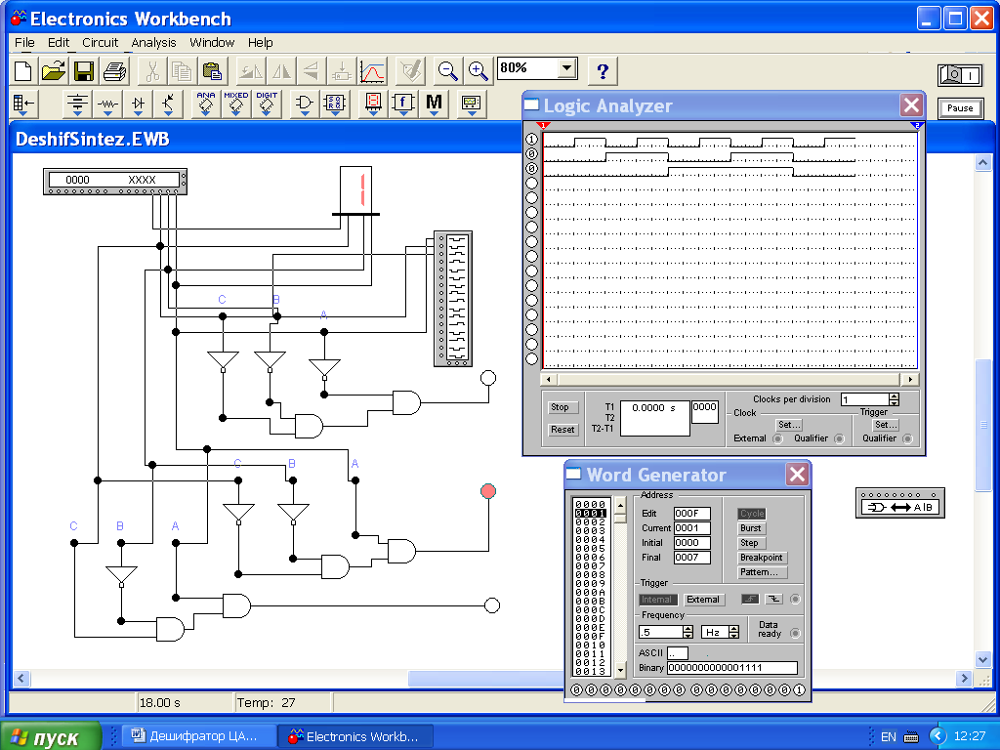 Electronics Workbench
File Edit Circuit Analysis Window Help
80%
?
ANA MIXED DIGIT
M
Pause
DeshifSintez.EWB
0000 XXXX
1
C B A
C B A
C B A
Logic Analyzer
1
2
1
0
0
Stop
Reset
T1
T2
T2-T1
0.0000 s
0000
Clocks per division 1
Clock
Set...
External Qualifier
Trigger
Set...
Qualifier
A|B
Word Generator
0000
0001
0002
0003
0004
0005
0006
0007
0008
0009
000A
000B
000C
000D
000E
000F
0010
0011
0012
0013
Address
Edit 000F
Current 0001
Initial 0000
Final 0007
Cycle
Burst
Step
Breakpoint
Pattern...
Trigger
Internal External
Frequency
.5 Hz
Data ready
ASCII ..
Binary 0000000000001111
0 0 0 0 0 0 0 0 0 0 0 0 0 0 0 1
18.00 s Temp: 27
пуск
Дешифратор ЦА...
Electronics Workb...
EN
12:27